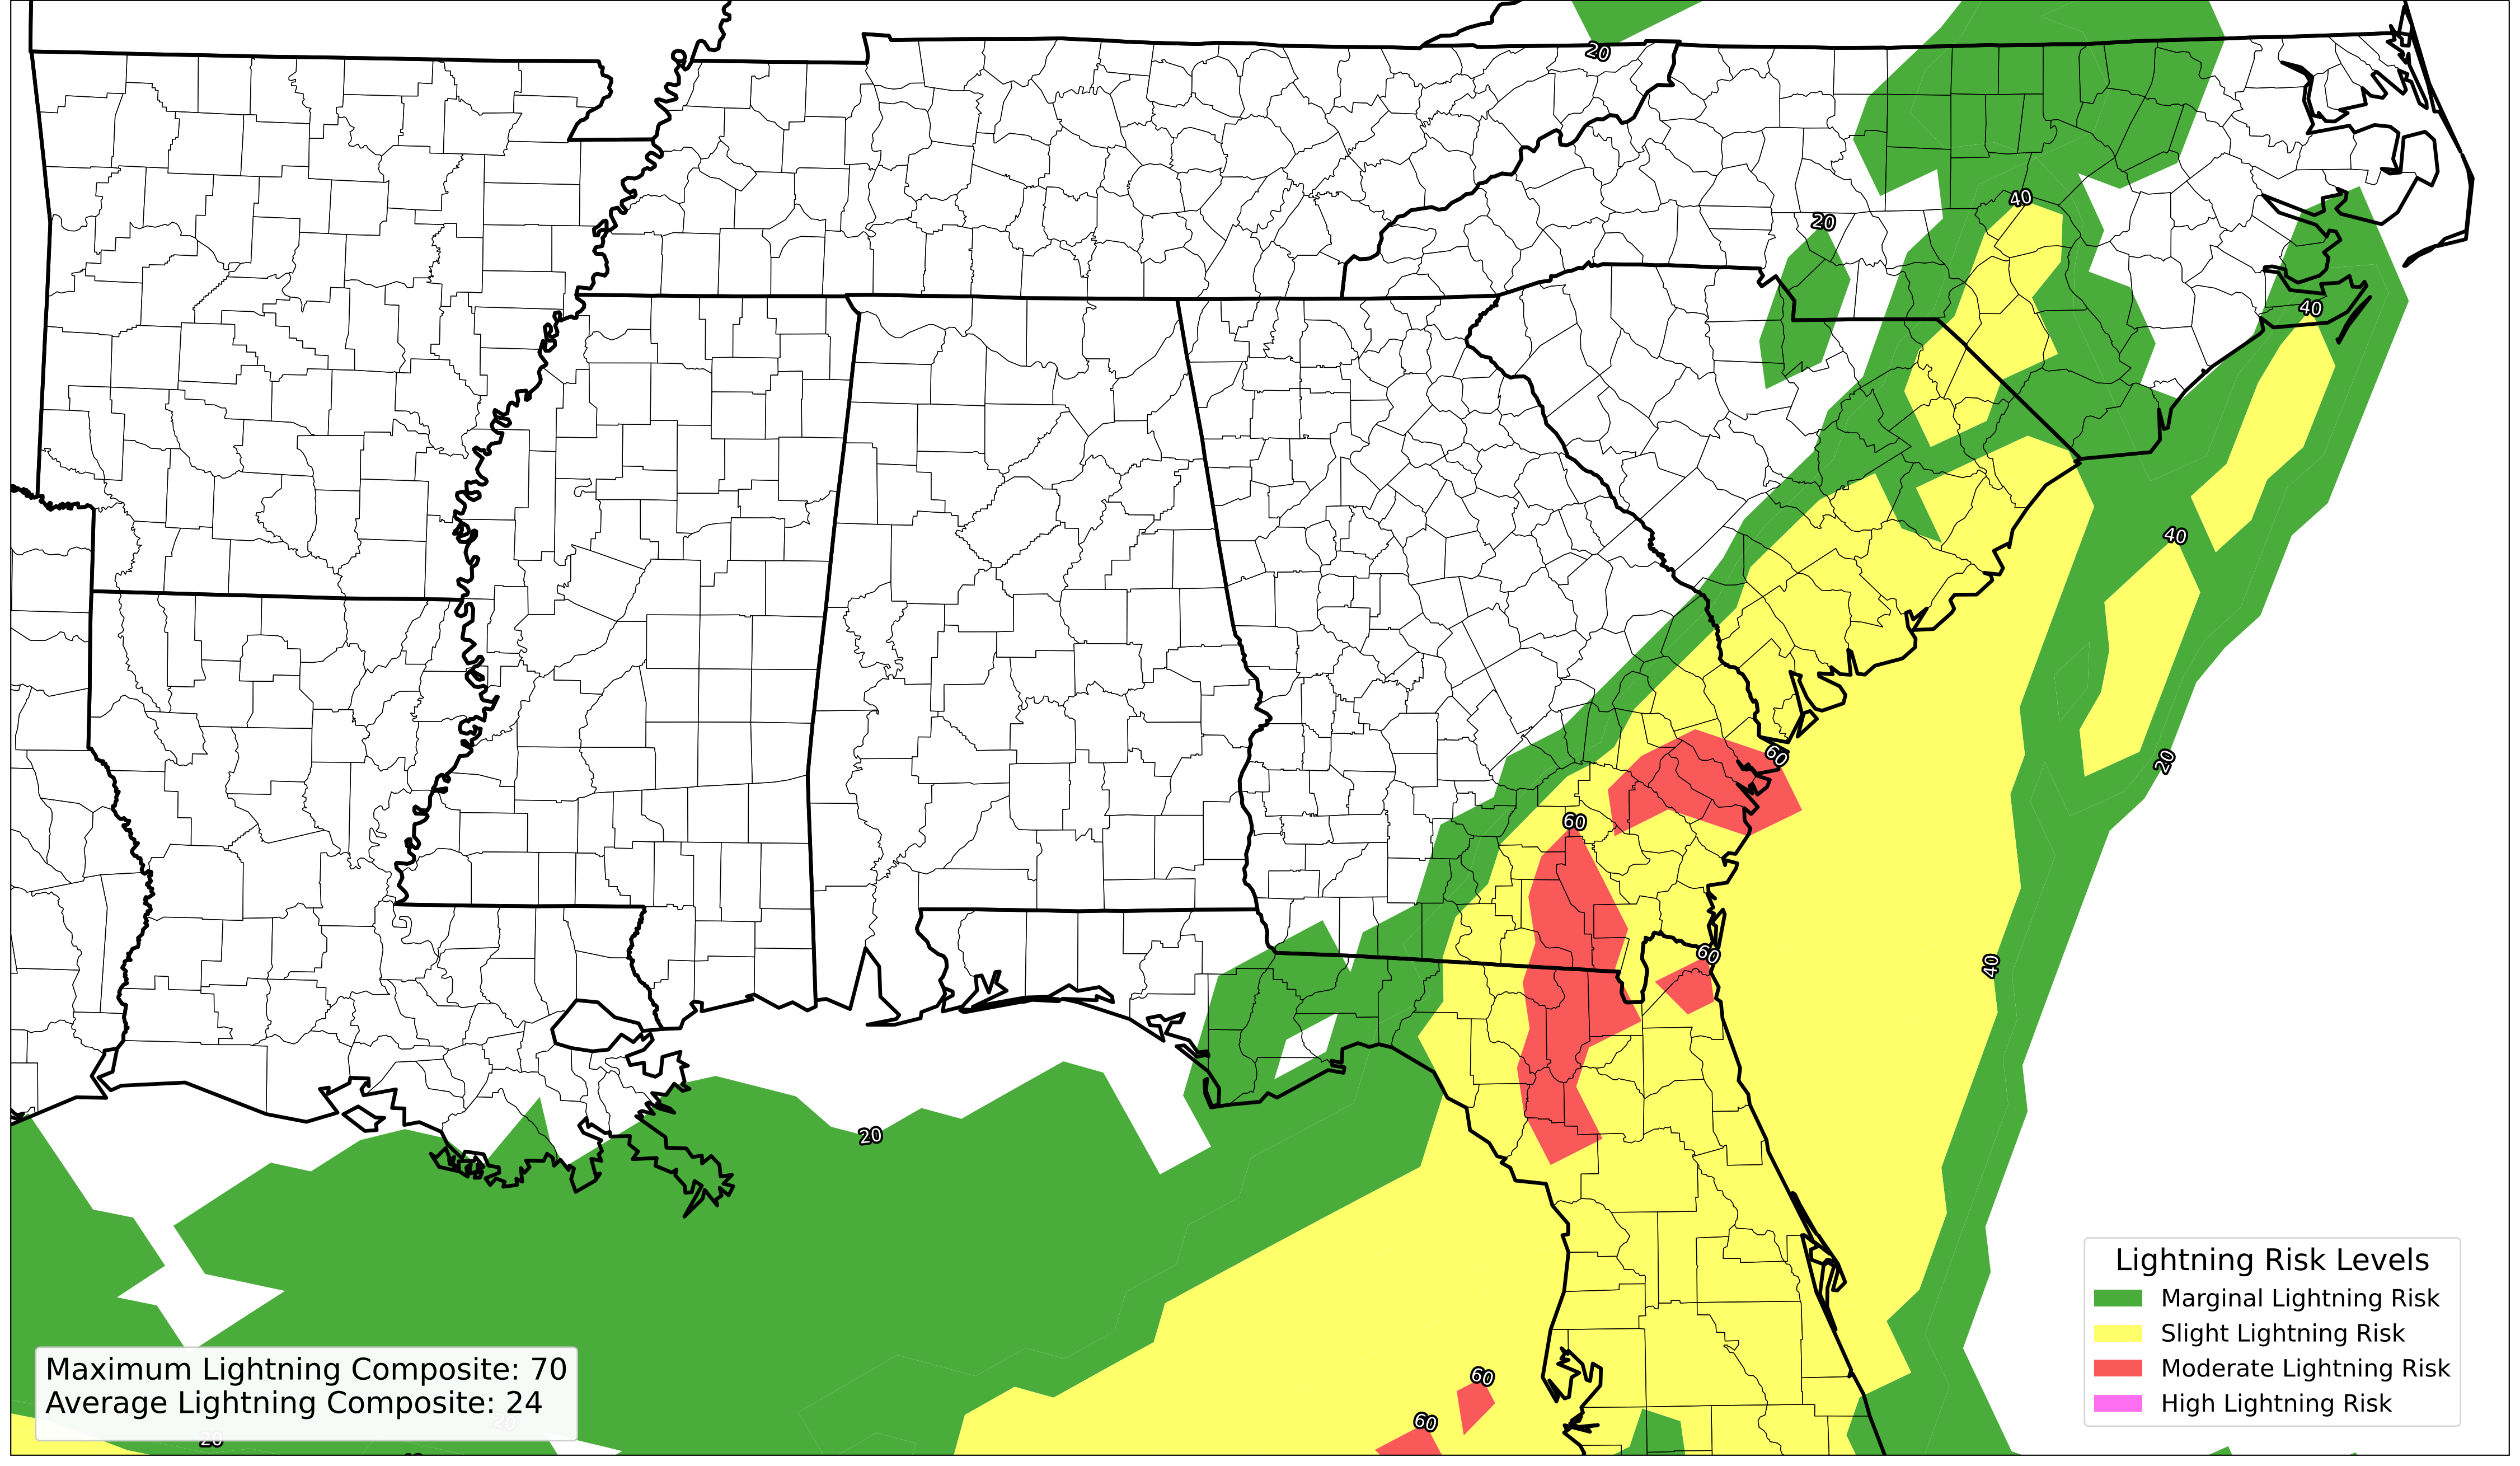 20
40
20
40
40
60
20
60
60
40
20
60
60
Lightning Risk Levels
Marginal Lightning Risk
Slight Lightning Risk
Moderate Lightning Risk
High Lightning Risk
Maximum Lightning Composite: 70
Average Lightning Composite: 24
20
20